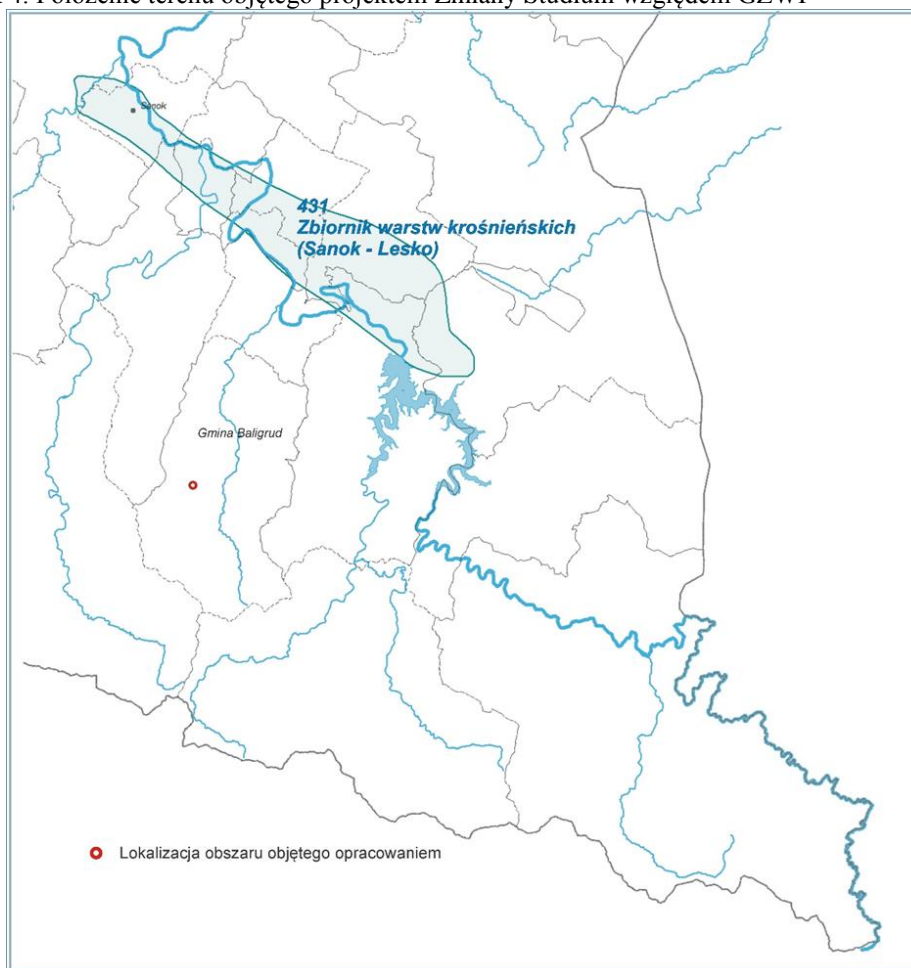 4. Położenie terenu objętego projektem Zmiany Studium względem GZWP
Sanok
431
Zbiornik warstw krośnieńskich
(Sanok - Lesko)
Gmina Baligrud
Lokalizacja obszaru objętego opracowaniem